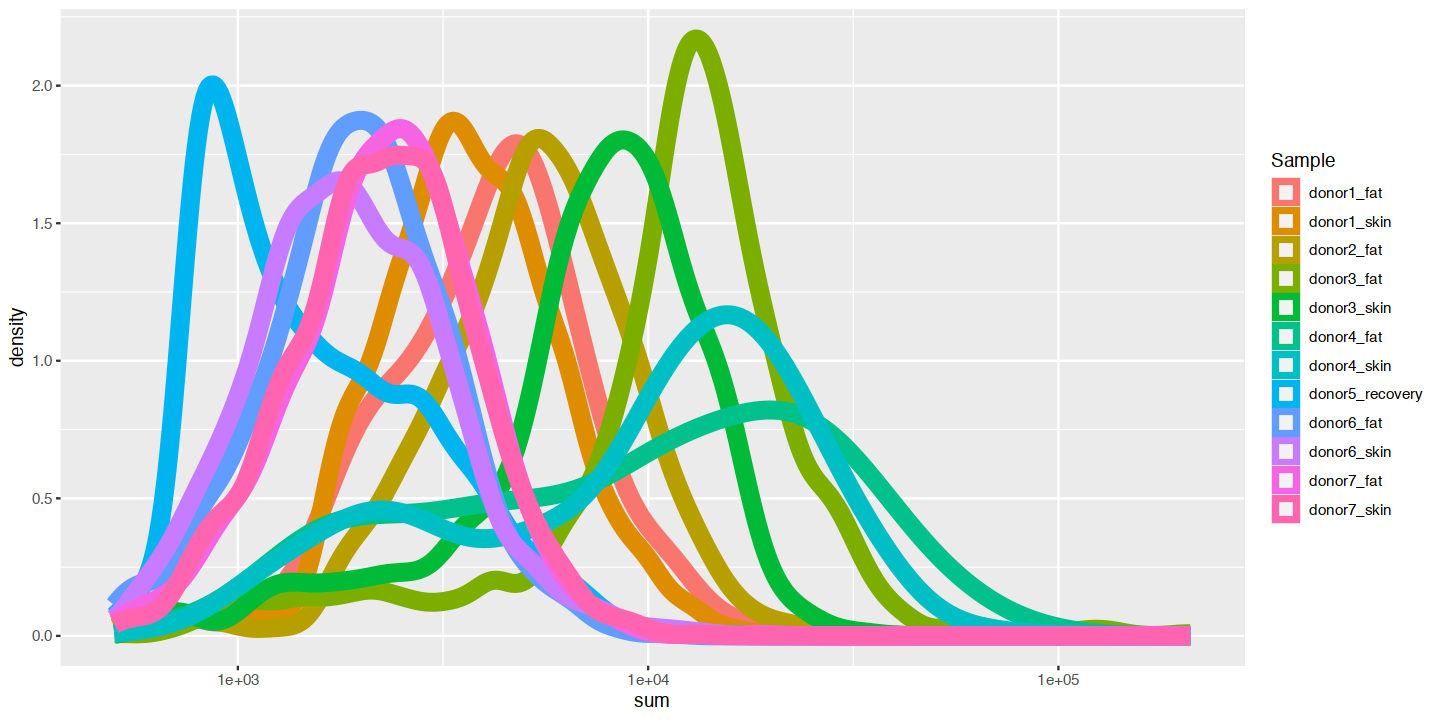 density
2.0
1.5
1.0
0.5
0.0
1e+03
1e+04
1e+05
sum
Sample
donor1_fat
donor1_skin
donor2_fat
donor3_fat
donor3_skin
donor4_fat
donor4_skin
donor5_recovery
donor6_fat
donor6_skin
donor7_fat
donor7_skin